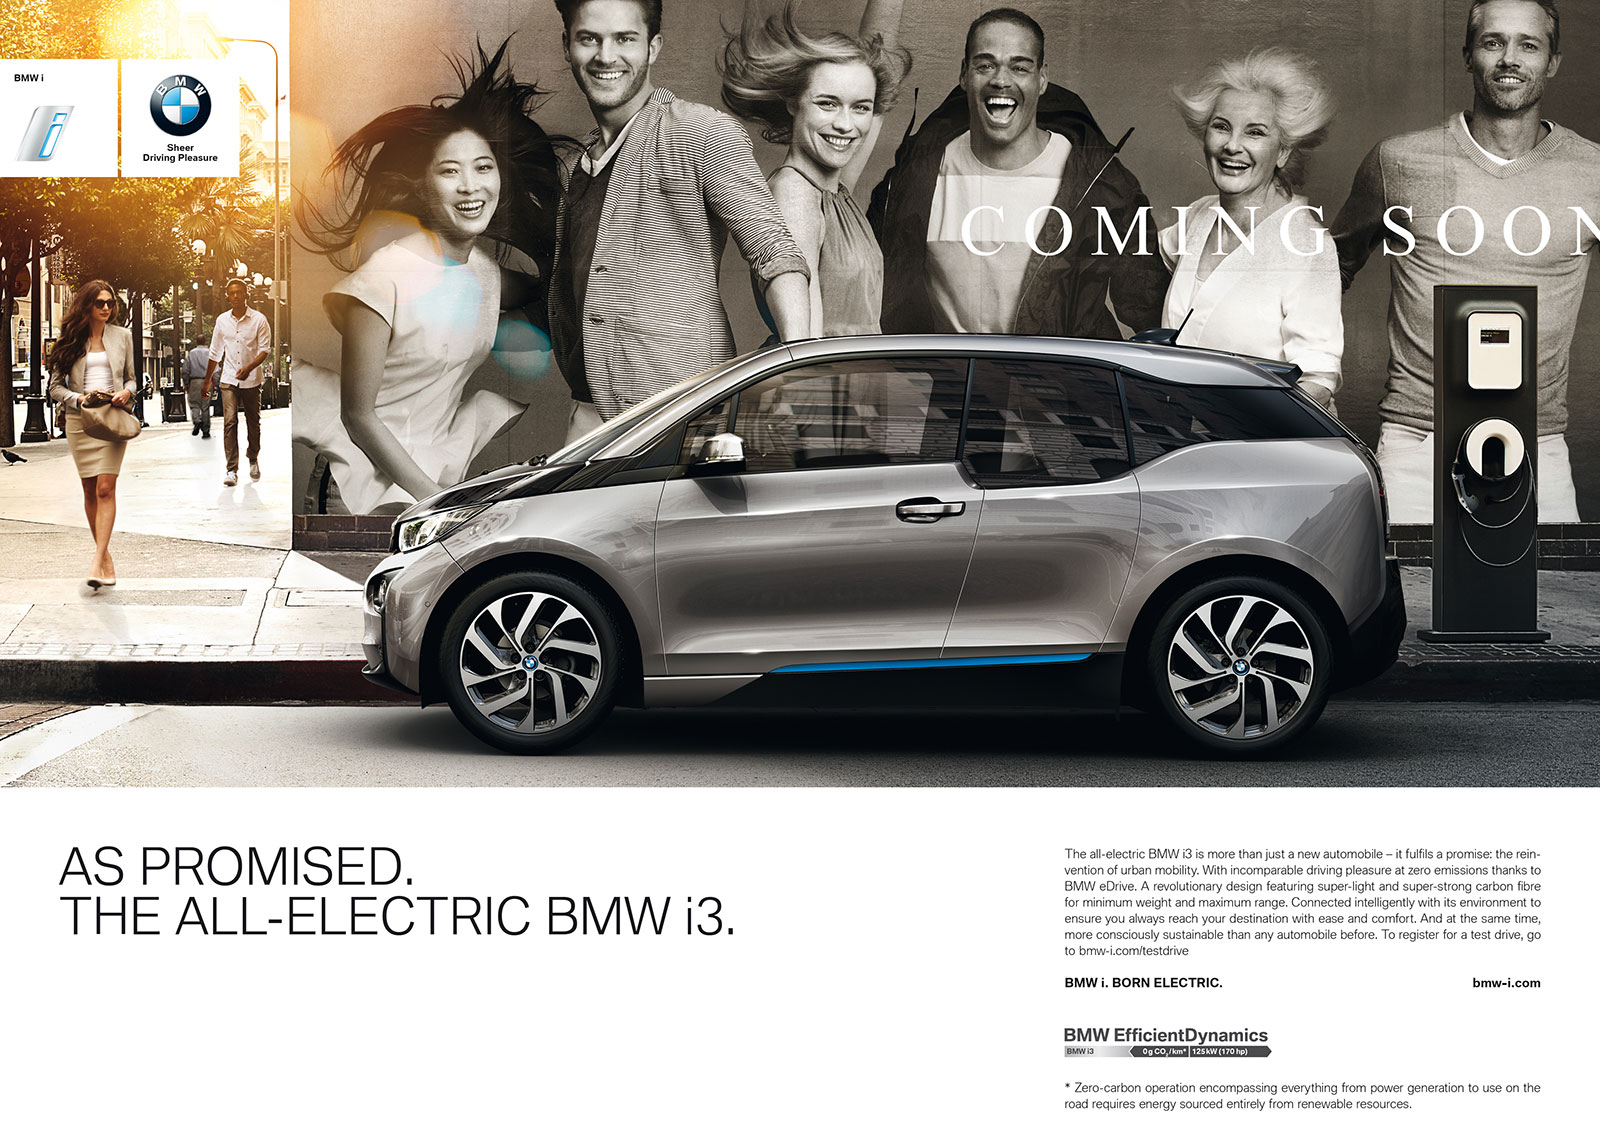 BMW i
i
BMW
Sheer
Driving Pleasure
COMING SOON
AS PROMISED.
THE ALL-ELECTRIC BMW i3.
The all-electric BMW i3 is more than just a new automobile – it fulfils a promise: the rein-
vention of urban mobility. With incomparable driving pleasure at zero emissions thanks to
BMW eDrive. A revolutionary design featuring super-light and super-strong carbon fibre
for minimum weight and maximum range. Connected intelligently with its environment to
ensure you always reach your destination with ease and comfort. And at the same time,
more consciously sustainable than any automobile before. To register for a test drive, go
to bmw-i.com/testdrive
BMW i. BORN ELECTRIC. bmw-i.com
BMW EfficientDynamics
BMW i3 0 g CO₂/km* 125 kW (170 hp)
* Zero-carbon operation encompassing everything from power generation to use on the
road requires energy sourced entirely from renewable resources.